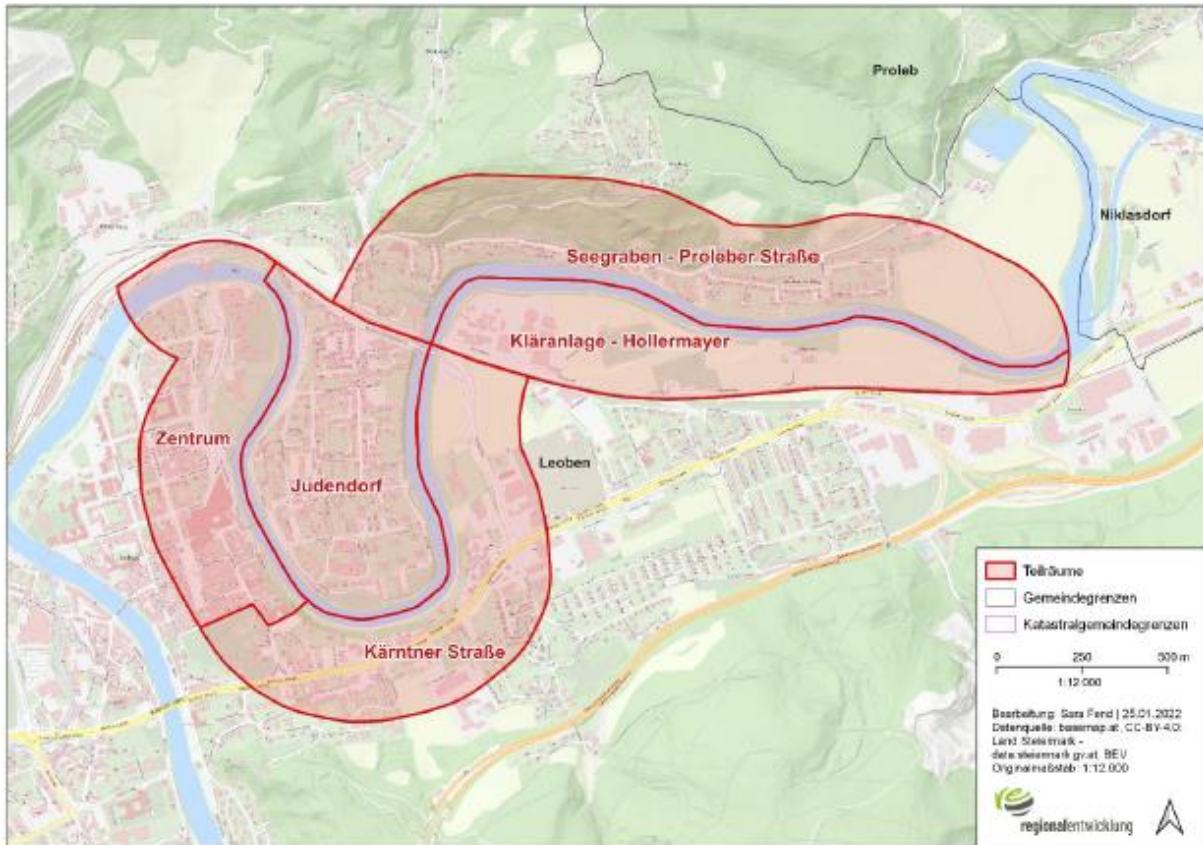 Proleb
Niklasdorf
Seegraben - Proleber Straße
Kläranlage - Hollermayer
Zentrum
Leoben
Judendorf
Kärntner Straße
Teilräume
Gemeindegrenzen
Katastralgemeindegrenzen
0 250 500 m
1:12 000
Bearbeitung: Sara Fend | 25.01.2022
Datenquelle: basemap.at, CC-BY-4.0:
Land Steiermark -
data.steiermark.gv.at, BEV
Originalmaßstab: 1:12.000
regionalentwicklung